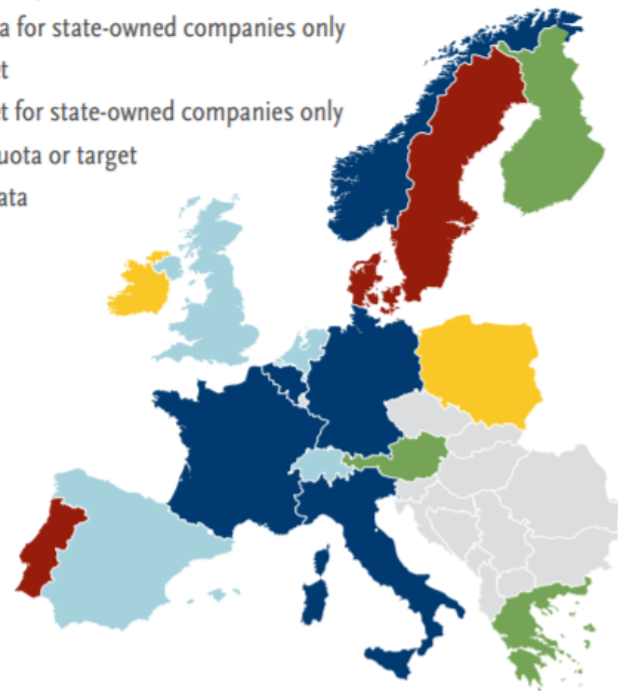 a for state-owned companies only
t
t for state-owned companies only
uota or target
ata